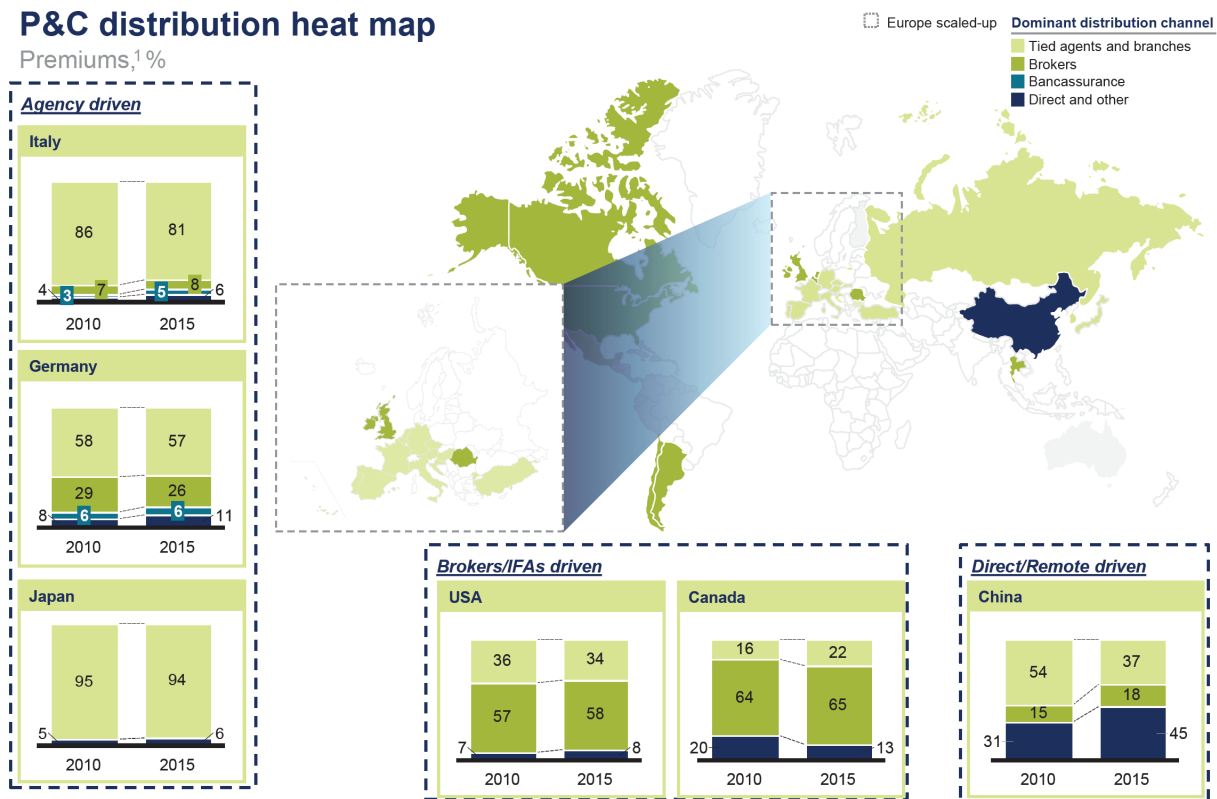 P&C distribution heat map
Premiums,¹ %
Europe scaled-up
Dominant distribution channel
Tied agents and branches
Brokers
Bancassurance
Direct and other
Agency driven
Italy
86
81
4
3
7
5
8
6
2010
2015
Germany
58
57
29
26
8
6
6
11
2010
2015
Japan
95
94
5
6
2010
2015
Brokers/IFAs driven
USA
36
34
57
58
7
8
2010
2015
Canada
16
22
64
65
20
13
2010
2015
Direct/Remote driven
China
54
37
15
18
31
45
2010
2015